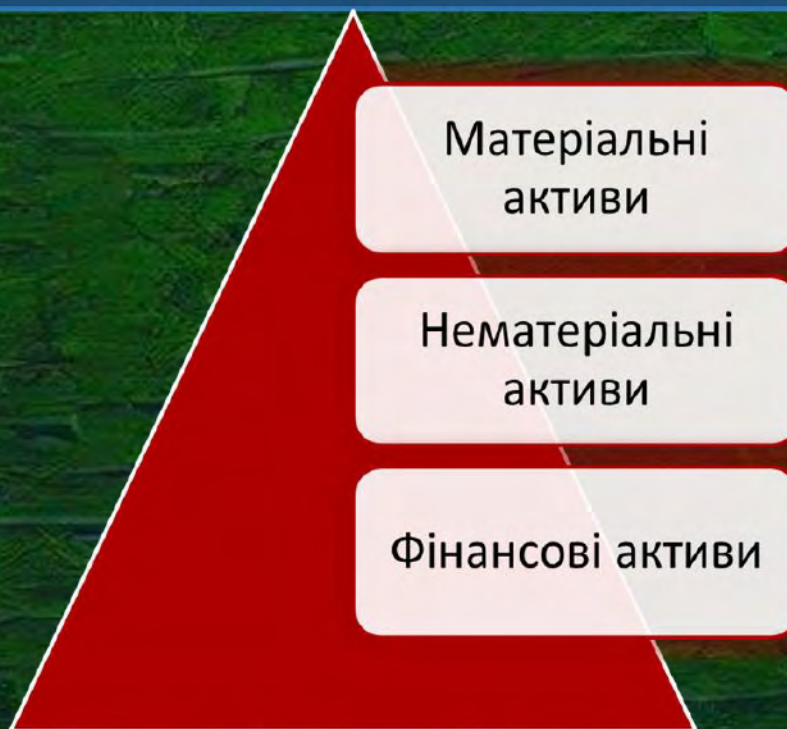 Матеріальні
активи
Нематеріальні
активи
Фінансові активи